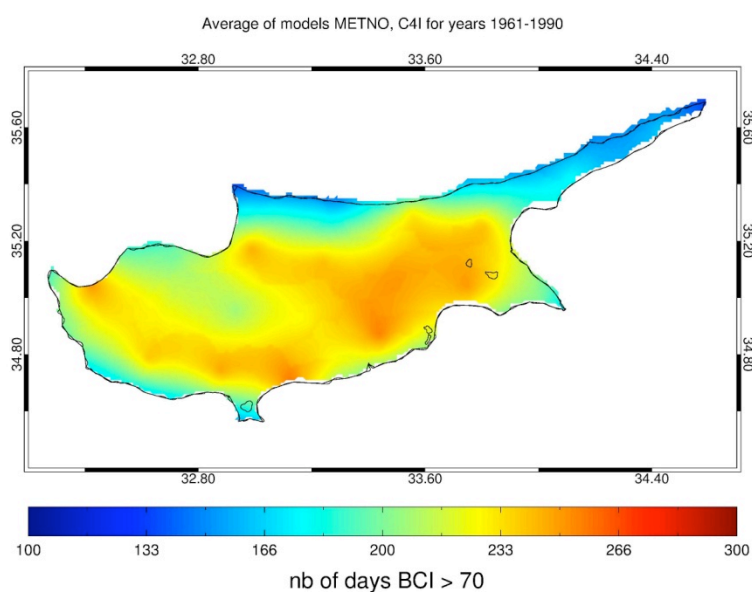 Average of models METNO, C4I for years 1961-1990
32.80 33.60 34.40
35.60 35.60
35.20 35.20
34.80 34.80
32.80 33.60 34.40
100 133 166 200 233 266 300
nb of days BCI > 70